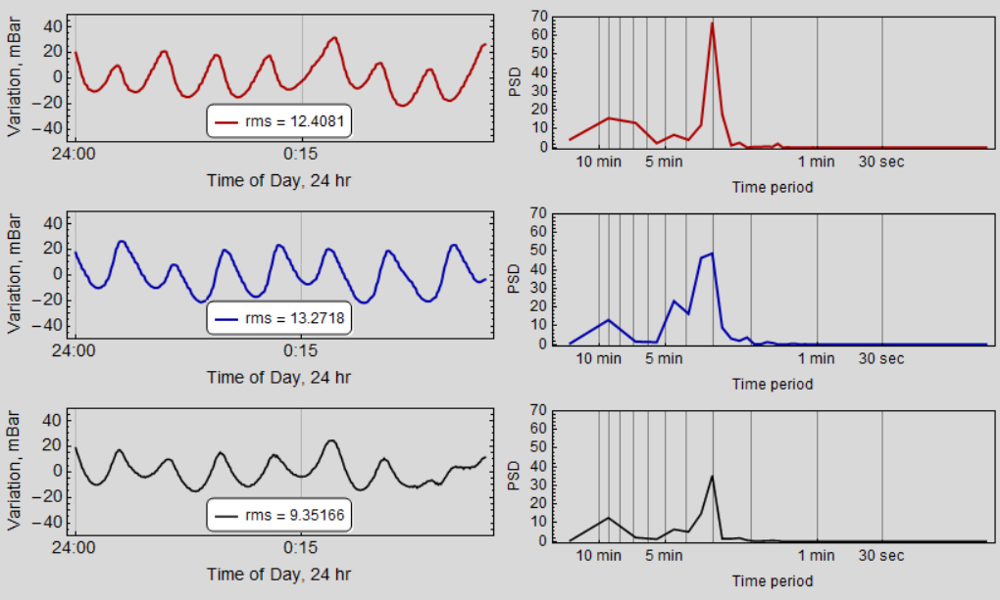 Variation, mBar
40
20
0
−20
−40
rms = 12.4081
24:00 0:15
Time of Day, 24 hr
PSD
70
60
50
40
30
20
10
0
10 min 5 min 1 min 30 sec
Time period
Variation, mBar
40
20
0
−20
−40
rms = 13.2718
24:00 0:15
Time of Day, 24 hr
PSD
70
60
50
40
30
20
10
0
10 min 5 min 1 min 30 sec
Time period
Variation, mBar
40
20
0
−20
−40
rms = 9.35166
24:00 0:15
Time of Day, 24 hr
PSD
70
60
50
40
30
20
10
0
10 min 5 min 1 min 30 sec
Time period